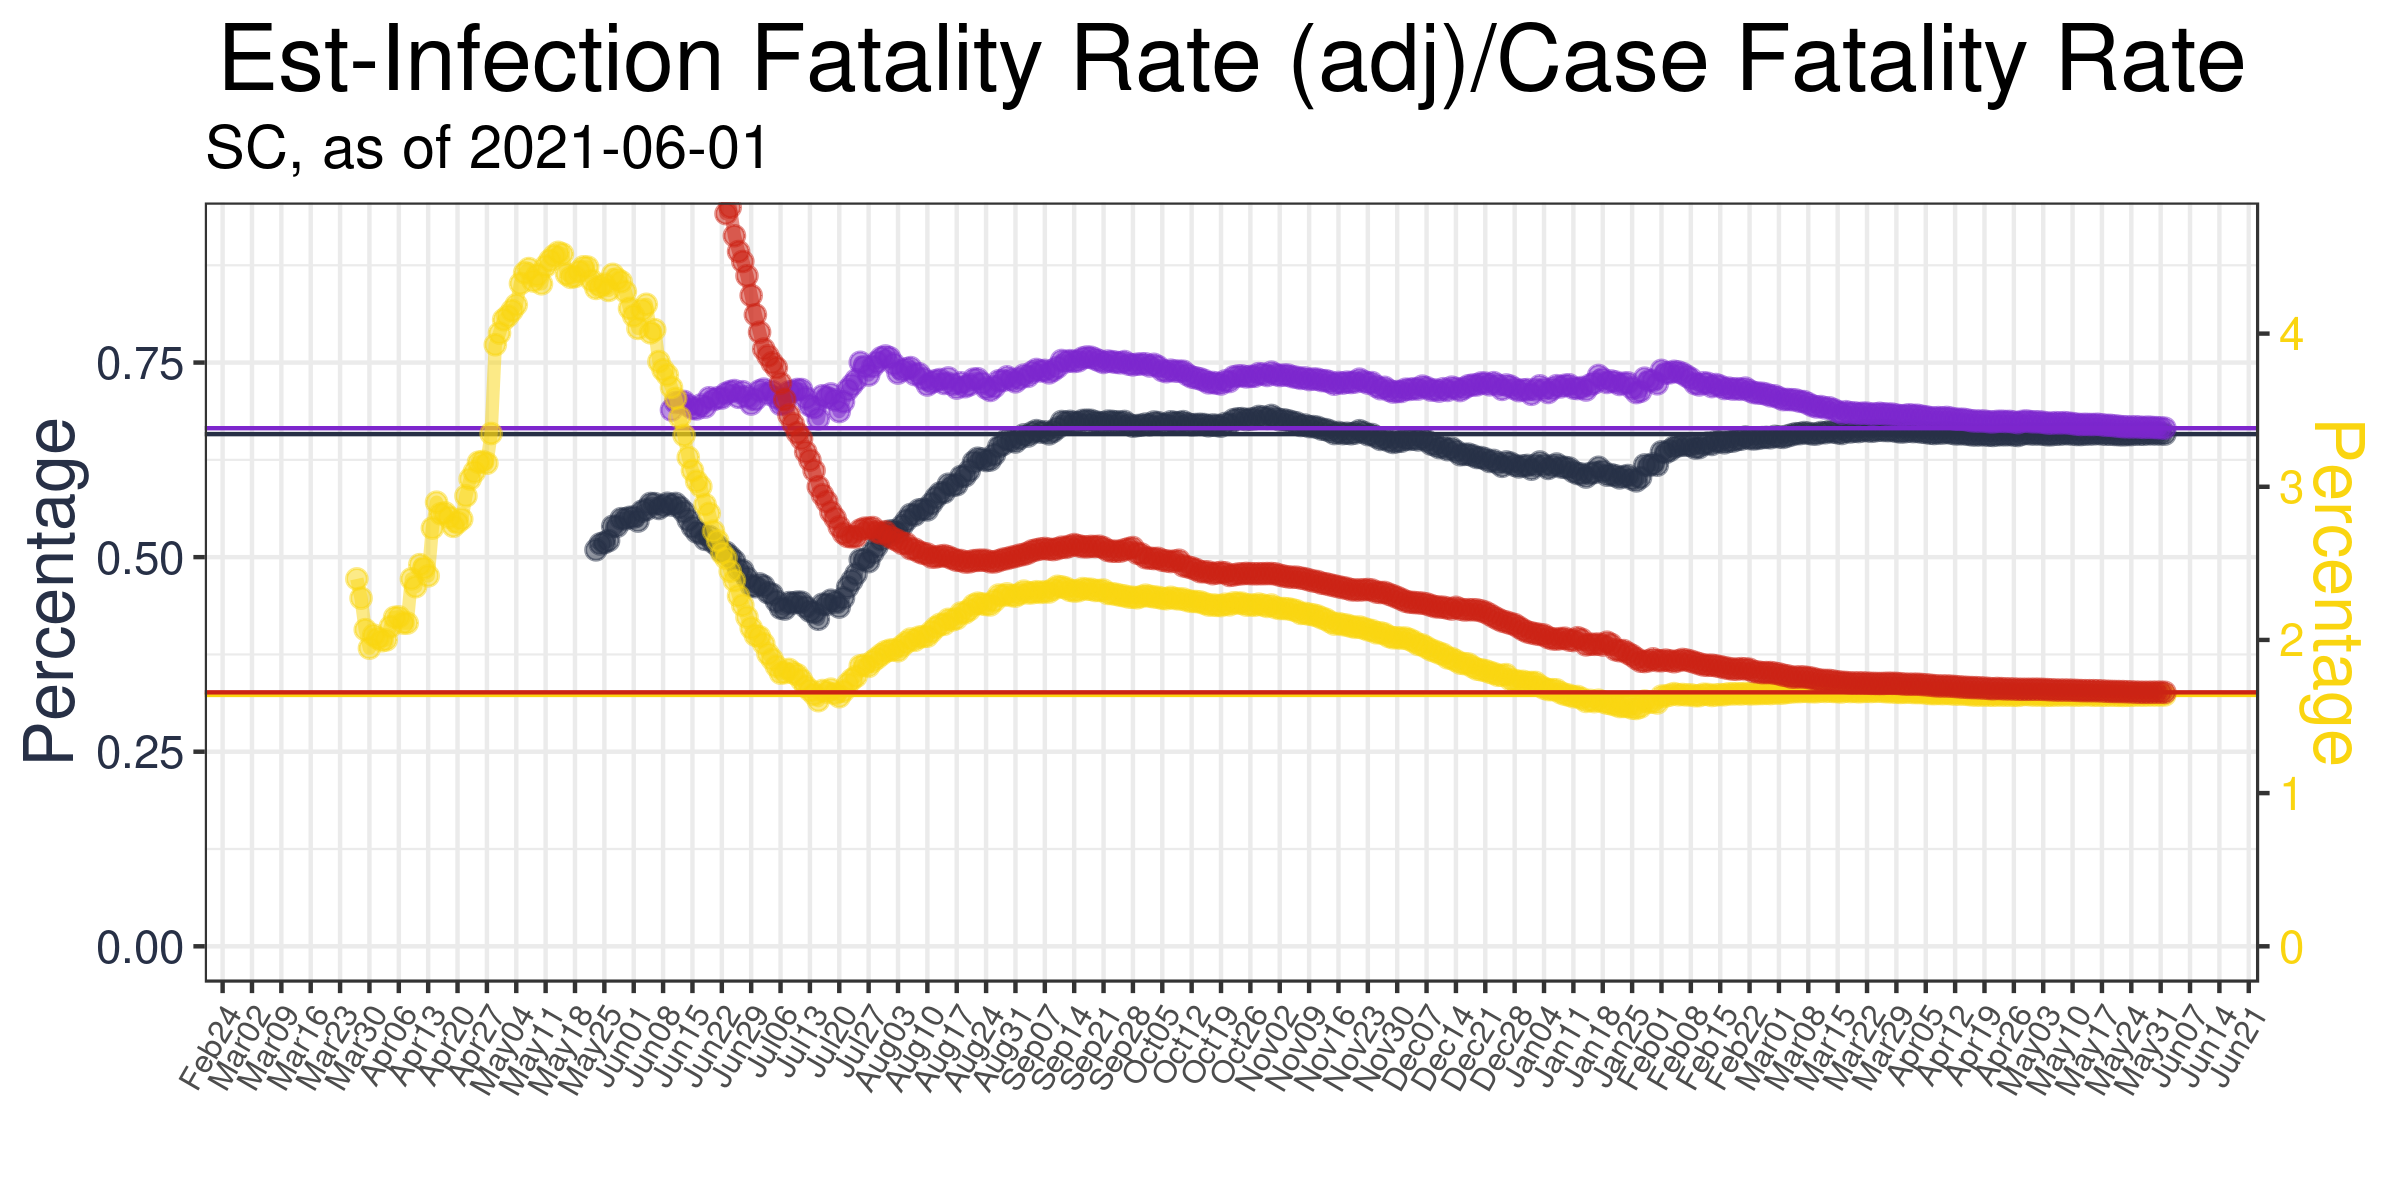 Est-Infection Fatality Rate (adj)/Case Fatality Rate
SC, as of 2021-06-01
Percentage
0.75
0.50
0.25
0.00
4
3
2
1
0
Percentage
Feb24
Mar02
Mar09
Mar16
Mar23
Mar30
Apr06
Apr13
Apr20
Apr27
May04
May11
May18
May25
Jun01
Jun08
Jun15
Jun22
Jun29
Jul06
Jul13
Jul20
Jul27
Aug03
Aug10
Aug17
Aug24
Aug31
Sep07
Sep14
Sep21
Sep28
Oct05
Oct12
Oct19
Oct26
Nov02
Nov09
Nov16
Nov23
Nov30
Dec07
Dec14
Dec21
Dec28
Jan04
Jan11
Jan18
Jan25
Feb01
Feb08
Feb15
Feb22
Mar01
Mar08
Mar15
Mar22
Mar29
Apr05
Apr12
Apr19
Apr26
May03
May10
May17
May24
May31
Jun07
Jun14
Jun21